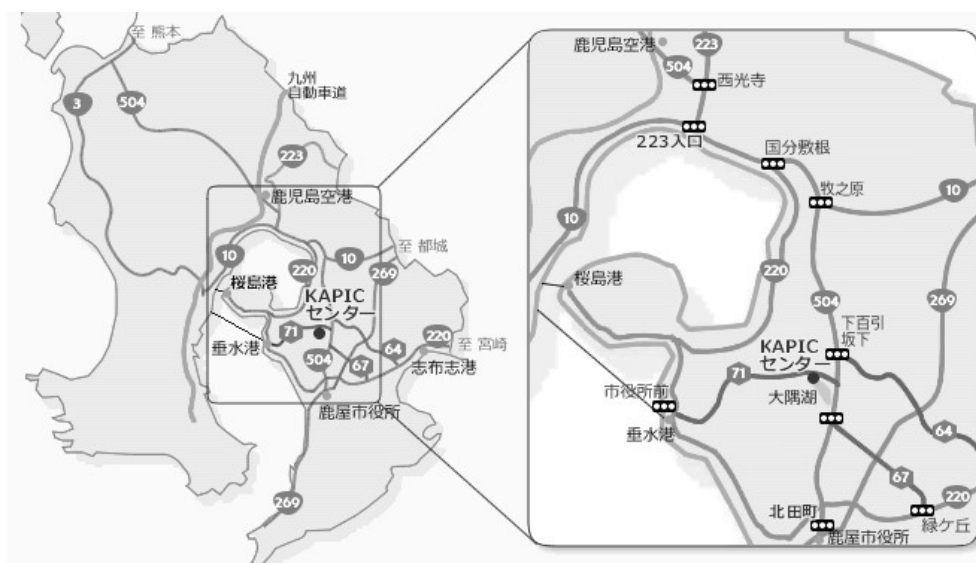 至 熊本
九州
自動車道
3
504
223
鹿児島空港
至 都城
10
10
220
269
桜島港
KAPIC
センター
71
垂水港
504
67
64
220
至 宮崎
志布志港
鹿屋市役所
269
鹿児島空港
223
504
西光寺
223入口
国分敷根
牧之原
10
10
220
桜島港
504
269
下百引
坂下
KAPIC
センター
71
市役所前
大隅湖
垂水港
64
67
北田町
220
緑ケ丘
鹿屋市役所